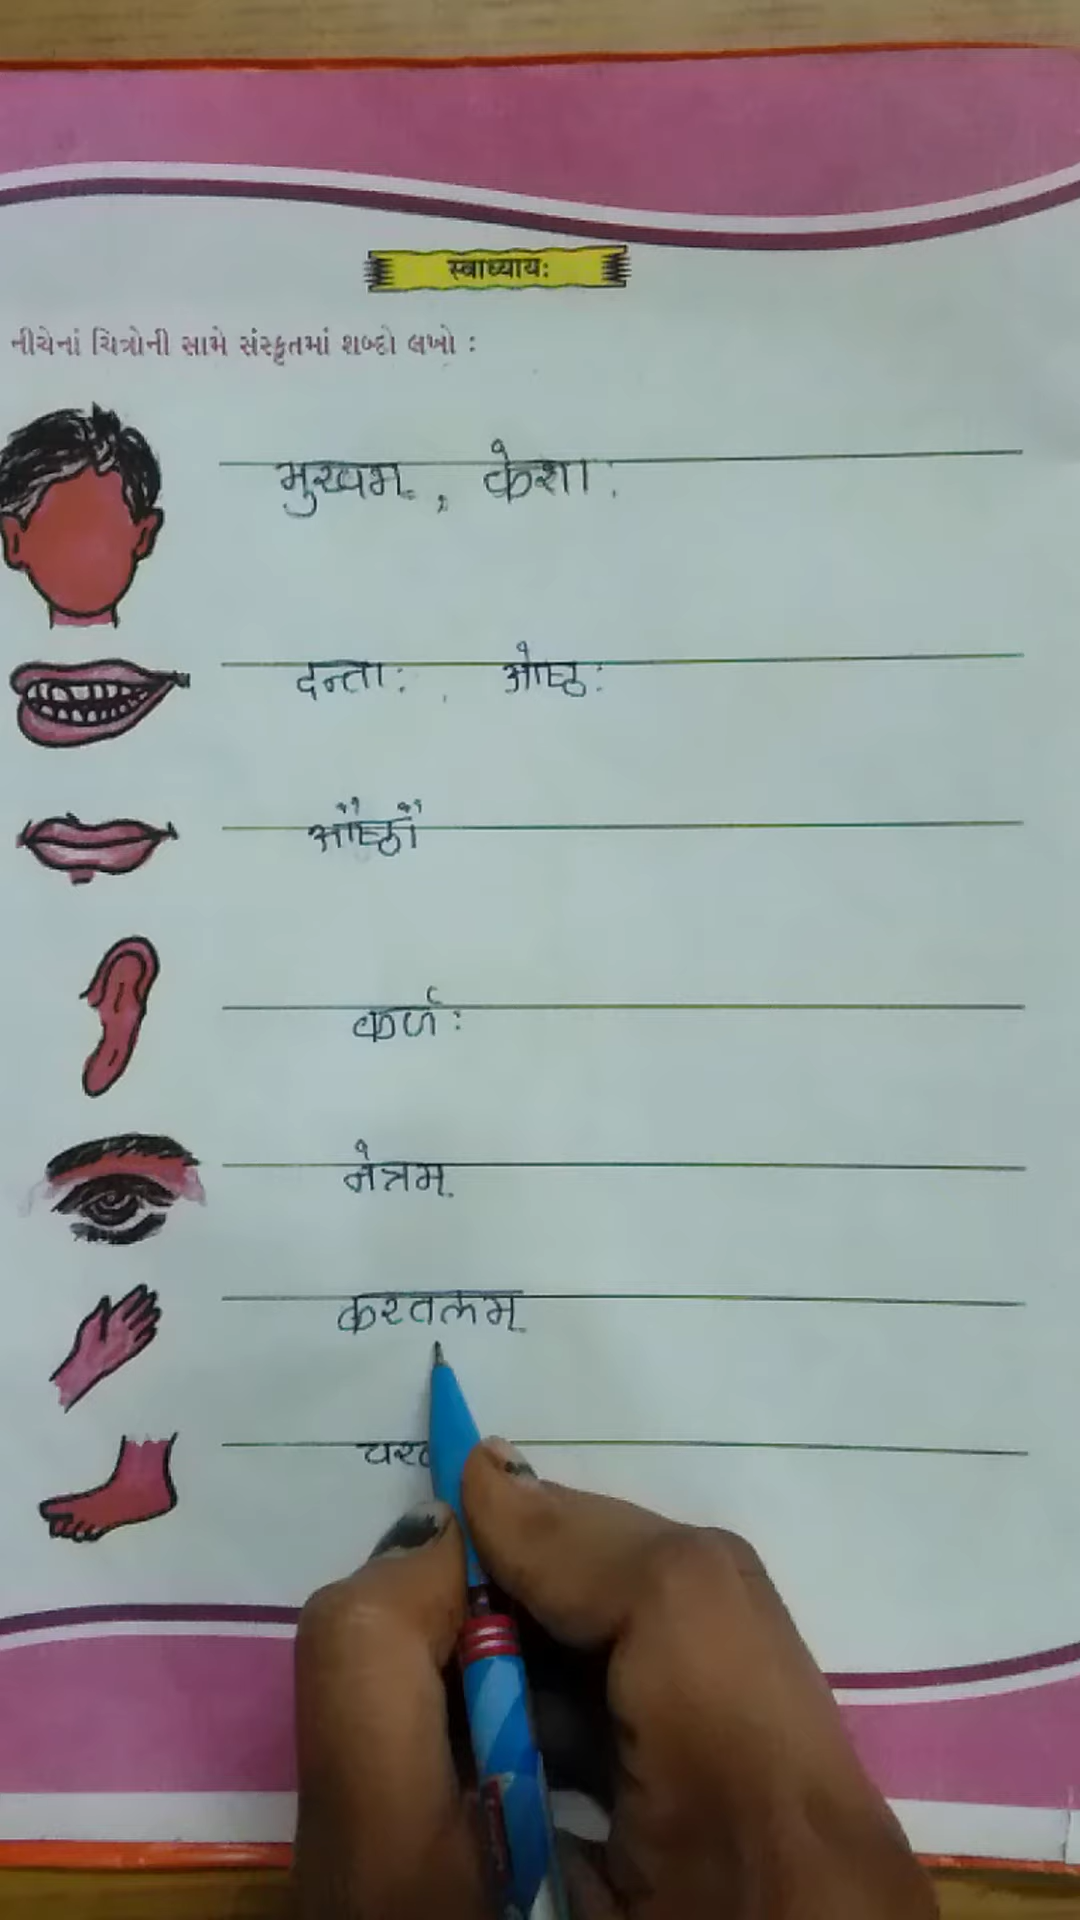 स्वाध्यायः
નીચેનાં ચિત્રોની સામે સંસ્કૃતમાં શબ્દો લખો :
मुखम् , केशाः
दन्ताः , ओष्ठः
ओष्ठौ
कर्णः
नेत्रम्
करतलम्